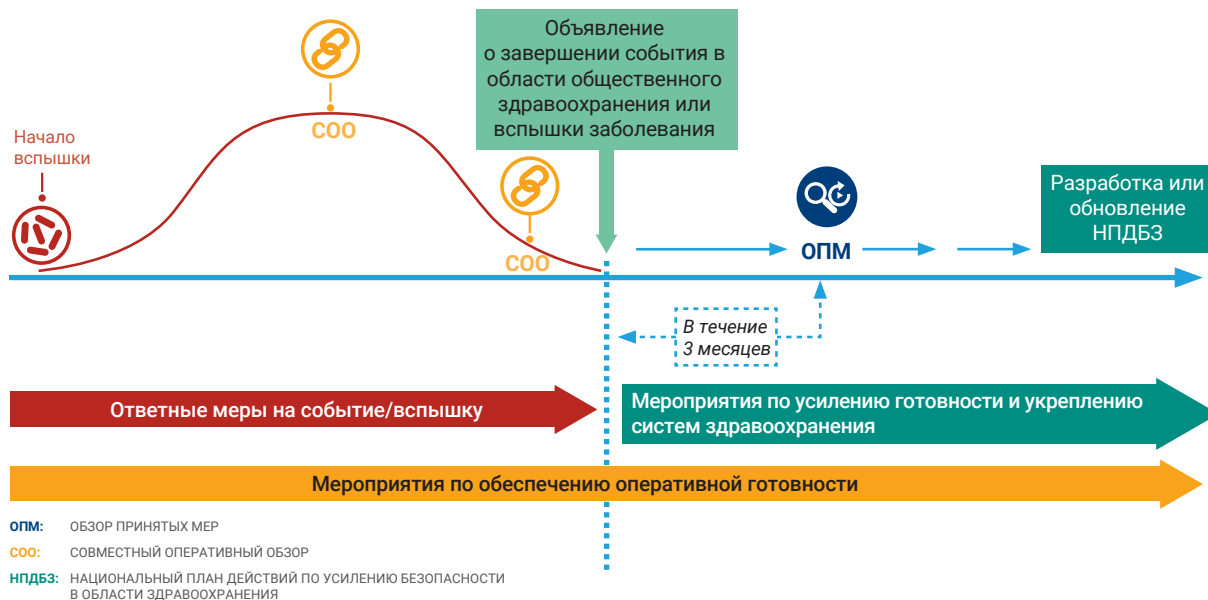 Объявление
о завершении события в
области общественного
здравоохранения или
вспышки заболевания
СОО
Начало
вспышки
СОО
ОПМ
Разработка или
обновление
НПДБЗ
В течение
3 месяцев
Ответные меры на событие/вспышку
Мероприятия по усилению готовности и укреплению
систем здравоохранения
Мероприятия по обеспечению оперативной готовности
ОПМ: ОБЗОР ПРИНЯТЫХ МЕР
СОО: СОВМЕСТНЫЙ ОПЕРАТИВНЫЙ ОБЗОР
НПДБЗ: НАЦИОНАЛЬНЫЙ ПЛАН ДЕЙСТВИЙ ПО УСИЛЕНИЮ БЕЗОПАСНОСТИ
В ОБЛАСТИ ЗДРАВООХРАНЕНИЯ